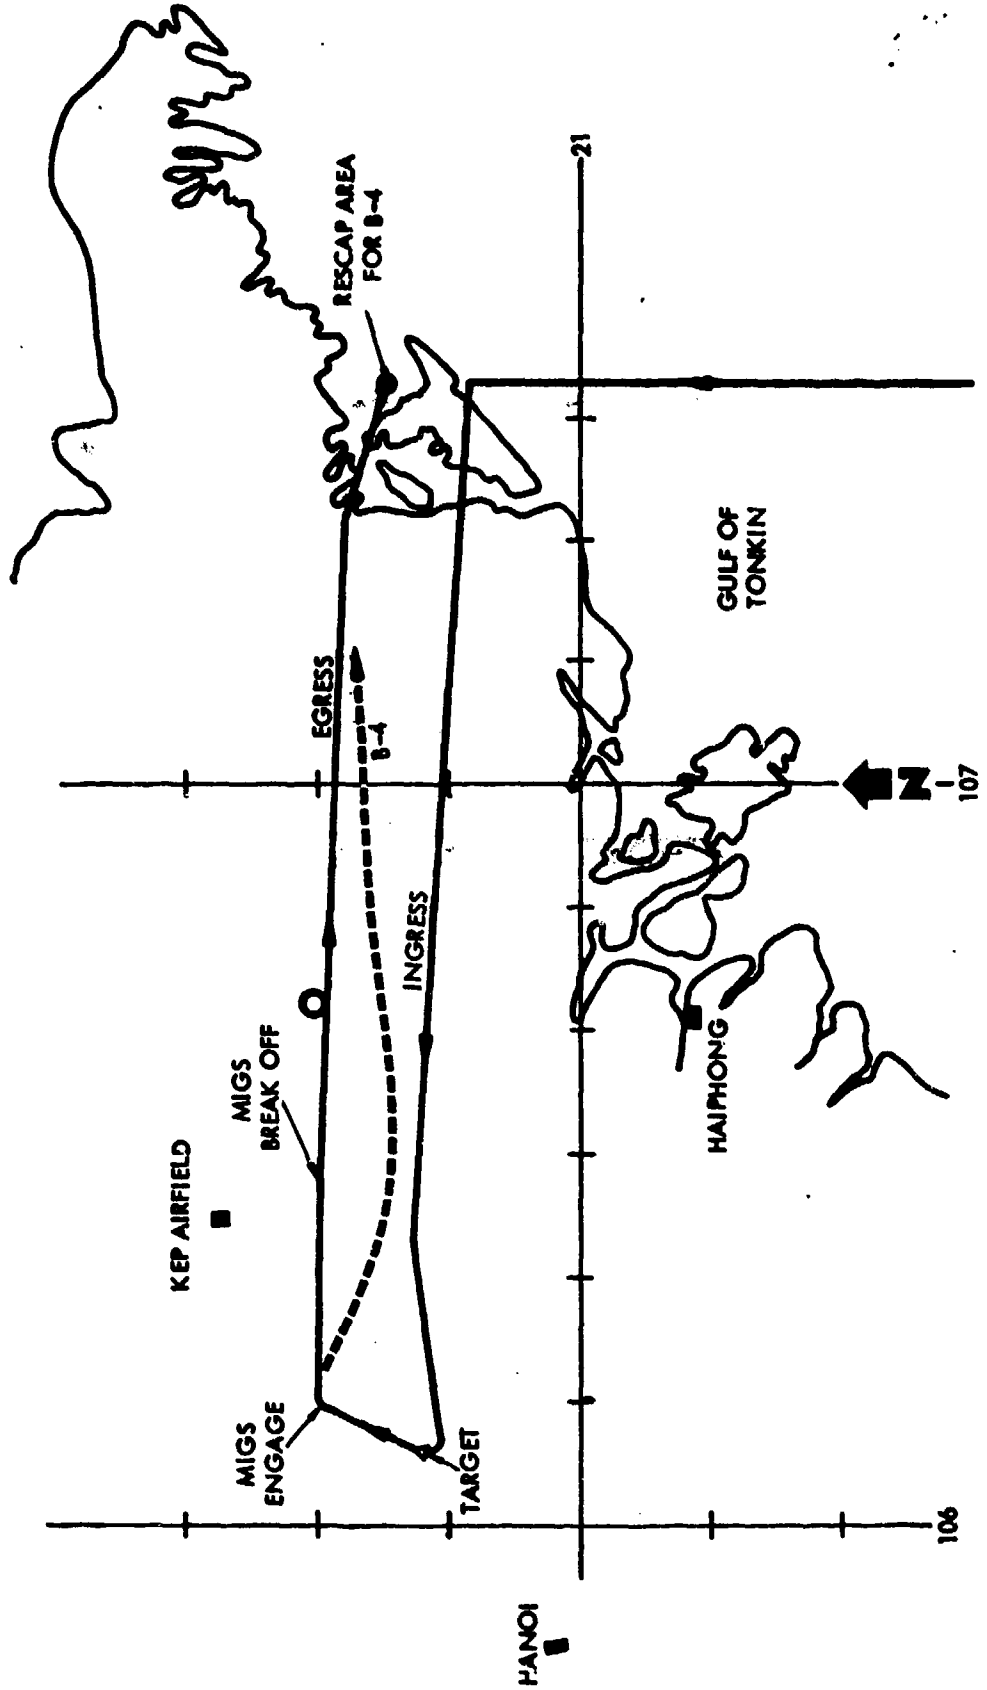 RESCAP AREA
FOR B-4
21
EGRESS
B-4
GULF OF
TONKIN
N
107
INGRESS
MIGS
BREAK OFF
KEP AIRFIELD
HAIPHONG
MIGS
ENGAGE
TARGET
106
HANOI